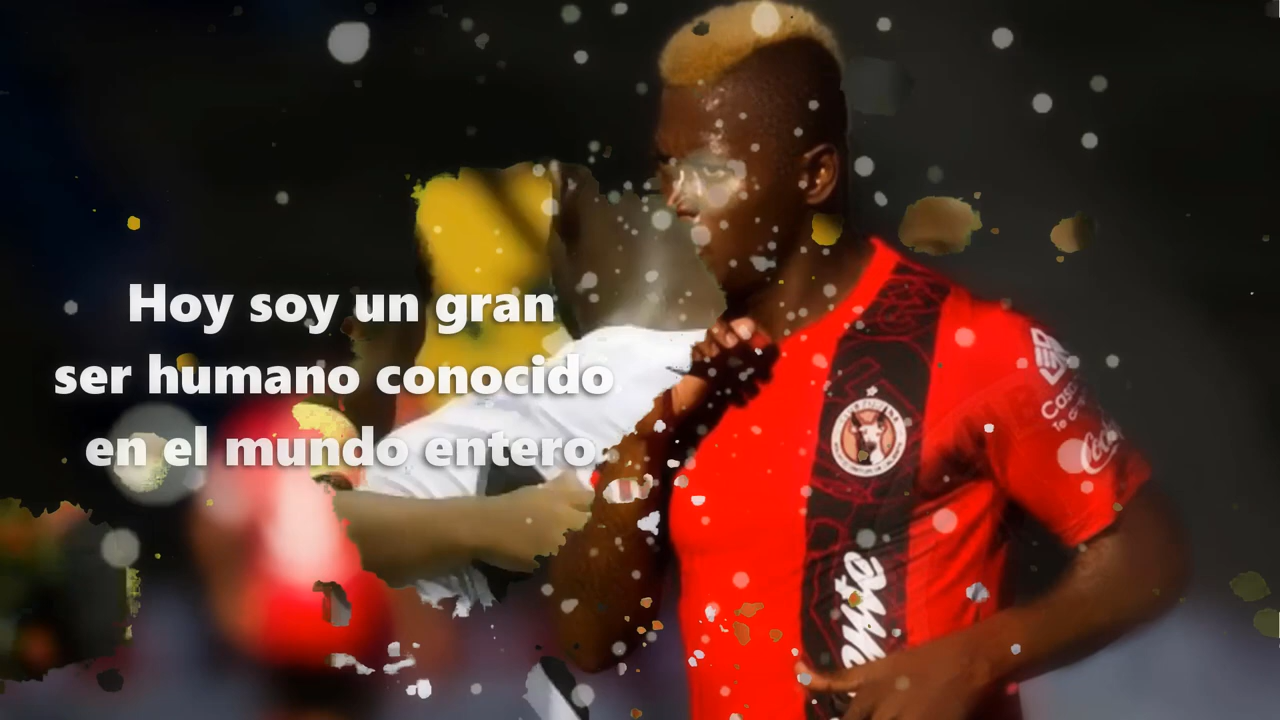 Hoy soy un gran
ser humano conocido
en el mundo entero